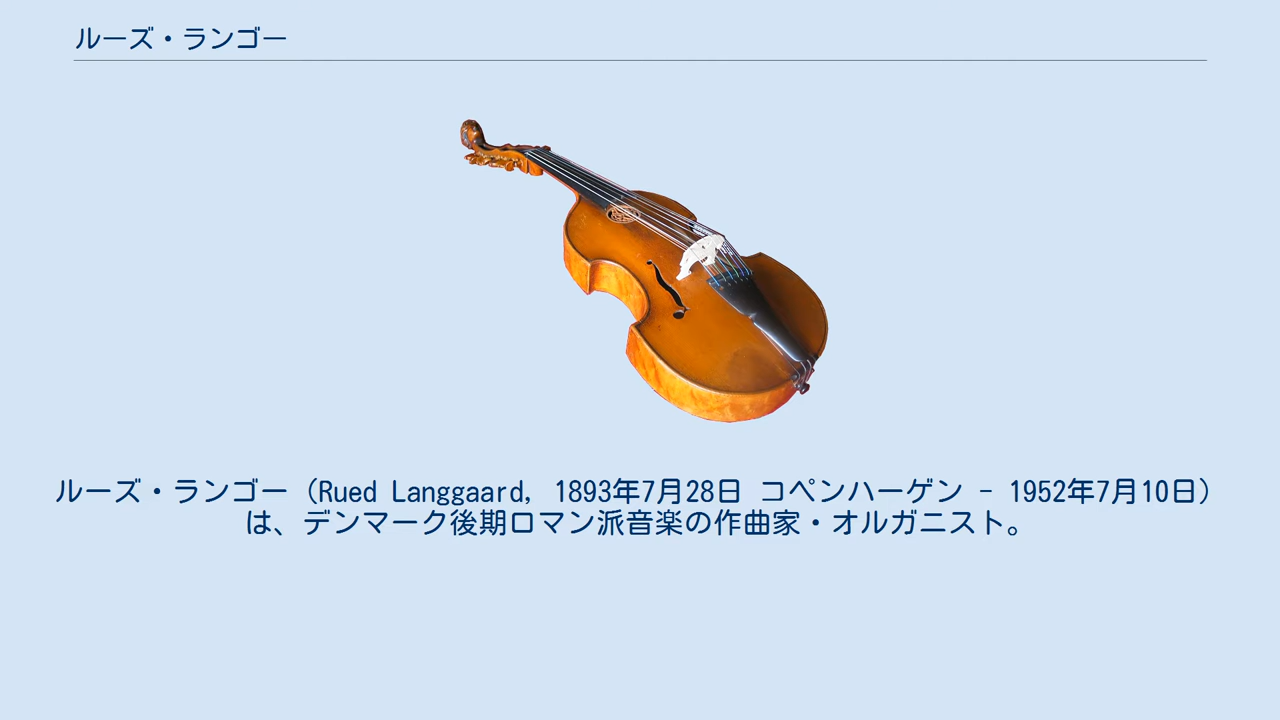 ルーズ・ランゴー
ルーズ・ランゴー（Rued Langgaard, 1893年7月28日 コペンハーゲン - 1952年7月10日）
は、デンマーク後期ロマン派音楽の作曲家・オルガニスト。